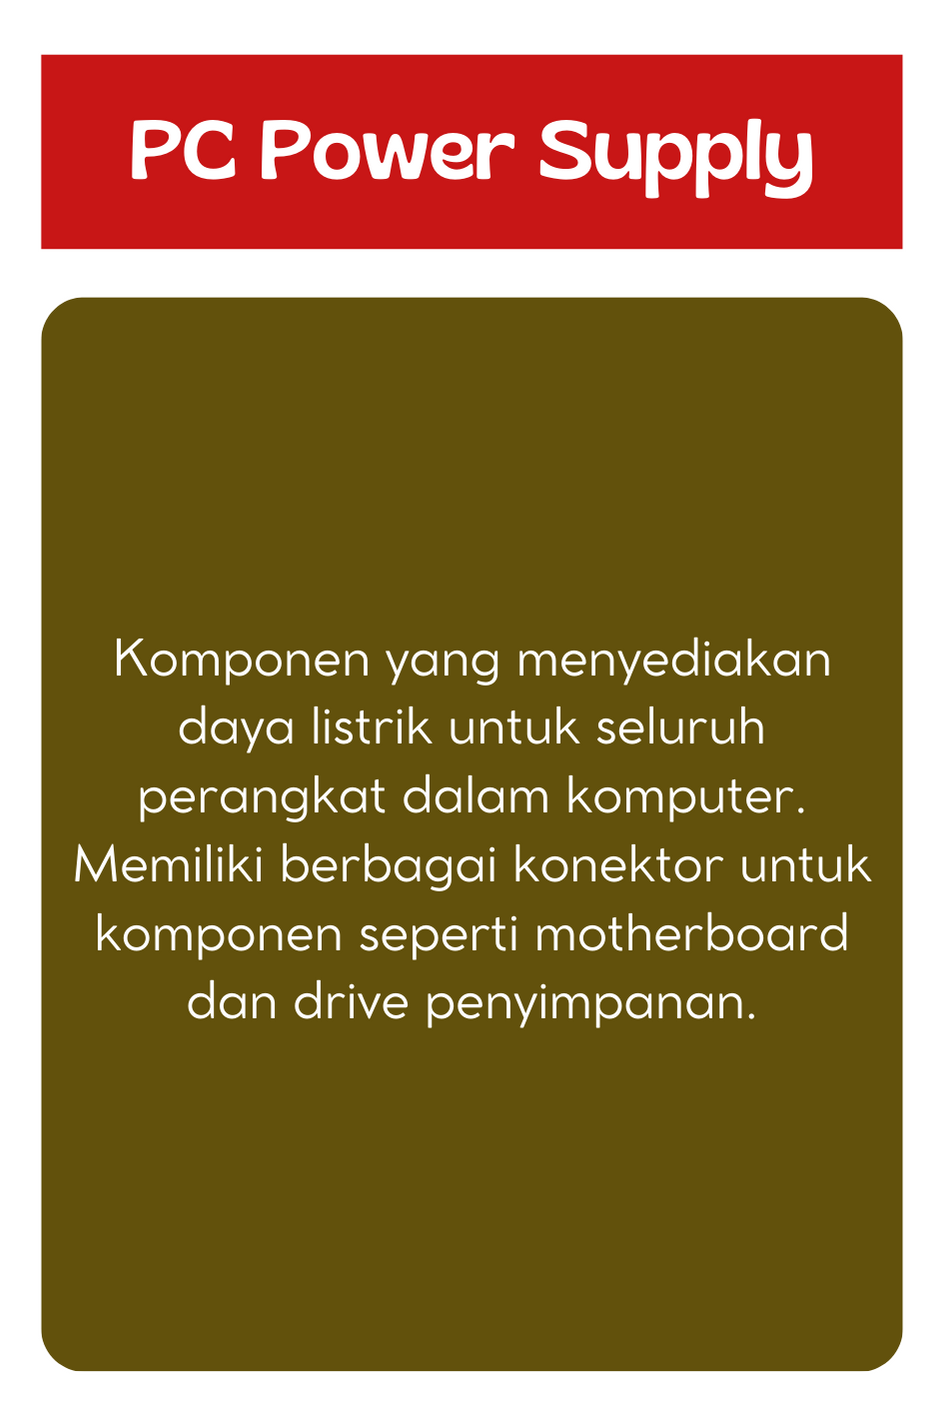 PC Power Supply
Komponen yang menyediakan
daya listrik untuk seluruh
perangkat dalam komputer.
Memiliki berbagai konektor untuk
komponen seperti motherboard
dan drive penyimpanan.